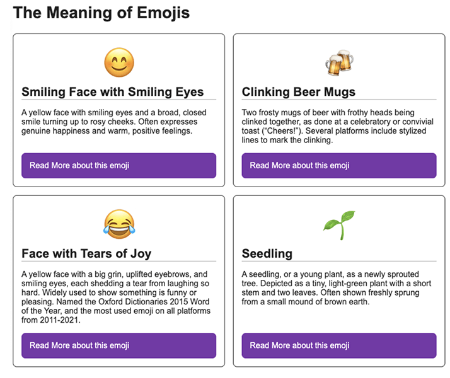 The Meaning of Emojis
Smiling Face with Smiling Eyes
A yellow face with smiling eyes and a broad, closed
smile turning up to rosy cheeks. Often expresses
genuine happiness and warm, positive feelings.
Read More about this emoji
Clinking Beer Mugs
Two frosty mugs of beer with frothy heads being
clinked together, as done at a celebratory or convivial
toast (“Cheers!”). Several platforms include stylized
lines to mark the clinking.
Read More about this emoji
Face with Tears of Joy
A yellow face with a big grin, uplifted eyebrows, and
smiling eyes, each shedding a tear from laughing so
hard. Widely used to show something is funny or
pleasing. Named the Oxford Dictionaries 2015 Word
of the Year, and the most used emoji on all platforms
from 2011-2021.
Read More about this emoji
Seedling
A seedling, or a young plant, as a newly sprouted
tree. Depicted as a tiny, light-green plant with a short
stem and two leaves. Often shown freshly sprung
from a small mound of brown earth.
Read More about this emoji